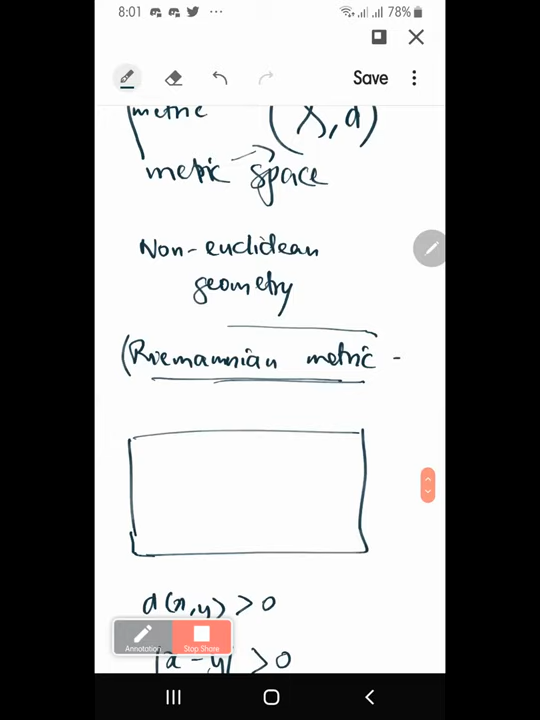 8:01 78%
Save
metric (X, d)
metric space
Non-euclidean
geometry
(Riemannian metric -
d(x,y) > 0
Annotation Stop Share
|x-y| > 0